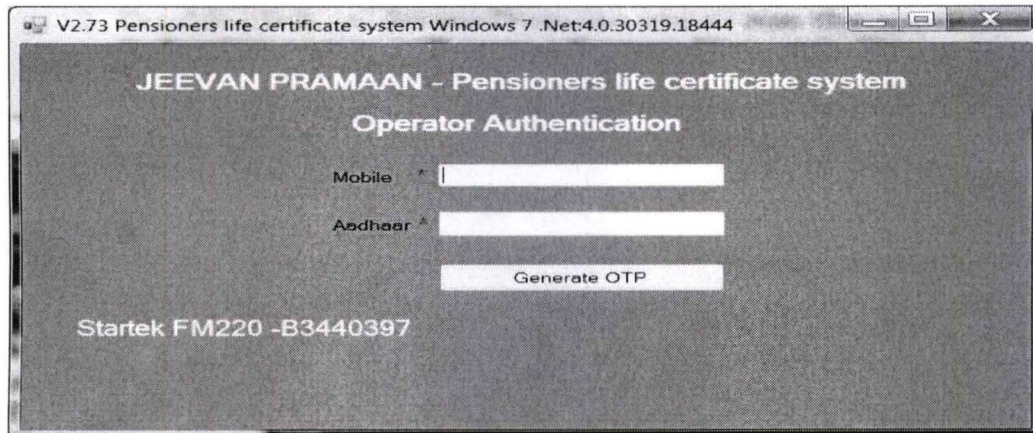 V2.73 Pensioners life certificate system Windows 7 .Net:4.0.30319.18444
JEEVAN PRAMAAN - Pensioners life certificate system
Operator Authentication
Mobile *
Aadhaar *
Generate OTP
Startek FM220 -B3440397